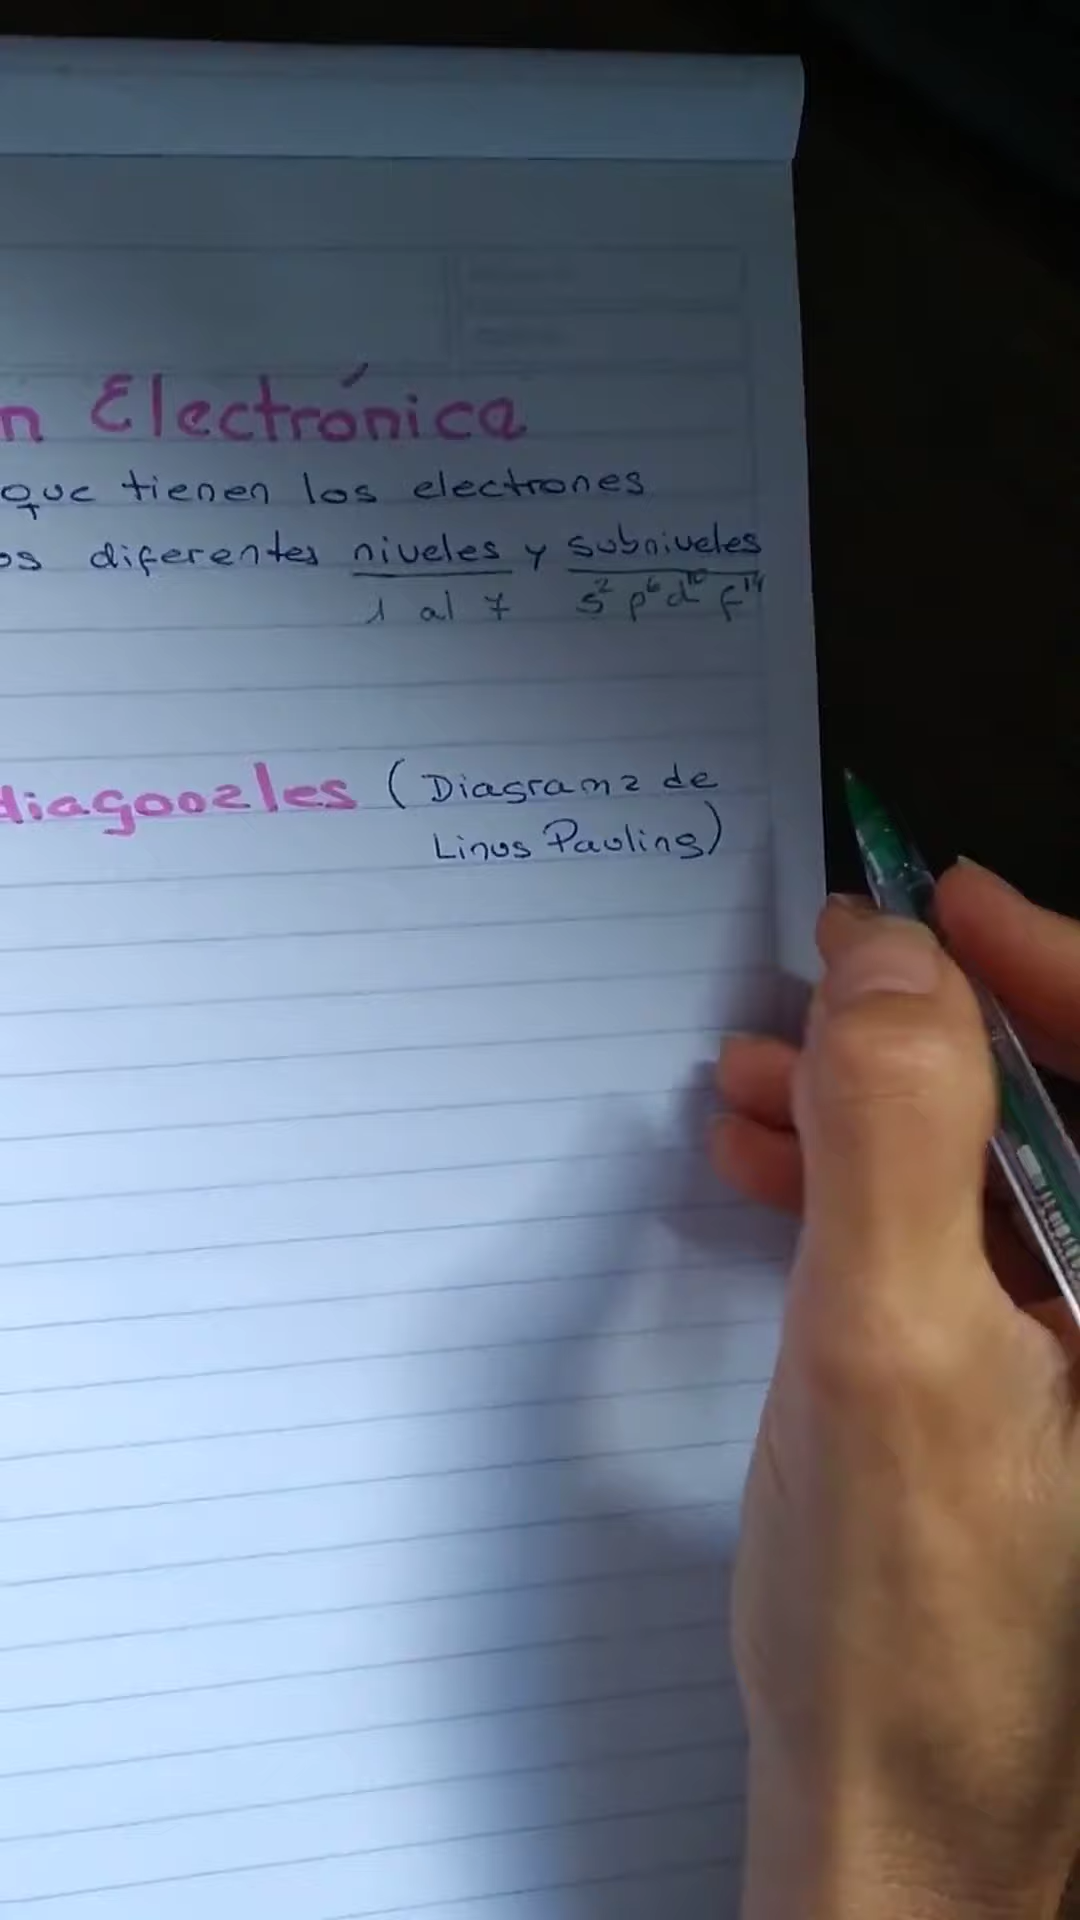 n Electrónica
que tienen los electrones
os diferentes niveles y subniveles
1 al 7 s² p⁶ d¹⁰ f¹⁴
diagooales (Diagrama de
Linus Pauling)